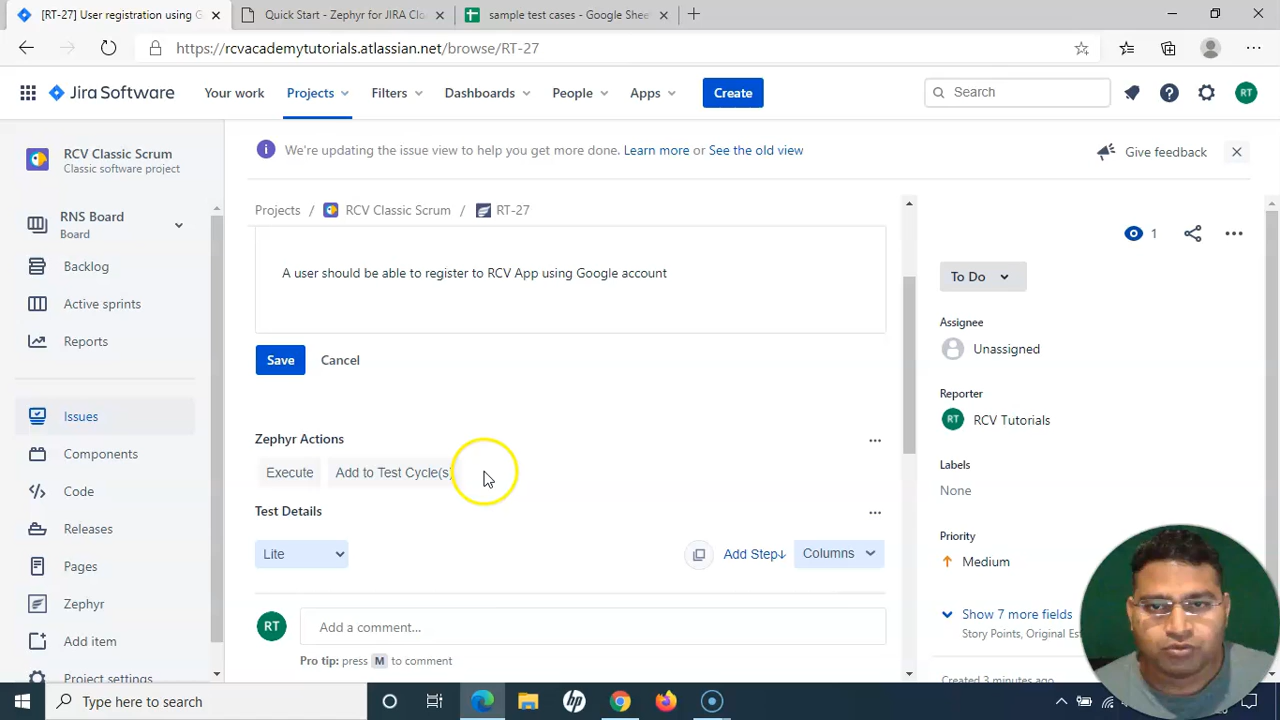 [RT-27] User registration using G
Quick Start - Zephyr for JIRA Clo
sample test cases - Google Shee
https://rcvacademytutorials.atlassian.net/browse/RT-27
Jira Software
Your work
Projects
Filters
Dashboards
People
Apps
Create
Search
RT
RCV Classic Scrum
Classic software project
RNS Board
Board
Backlog
Active sprints
Reports
Issues
Components
Code
Releases
Pages
Zephyr
Add item
Project settings
We're updating the issue view to help you get more done. Learn more or See the old view
Give feedback
Projects / RCV Classic Scrum / RT-27
1
A user should be able to register to RCV App using Google account
Save
Cancel
Zephyr Actions
Execute
Add to Test Cycle(s)
Test Details
Lite
Add Step↓
Columns
RT
Add a comment...
Pro tip: press M to comment
To Do
Assignee
Unassigned
Reporter
RT
RCV Tutorials
Labels
None
Priority
Medium
Show 7 more fields
Story Points, Original Es
Created 3 minutes ago
Type here to search